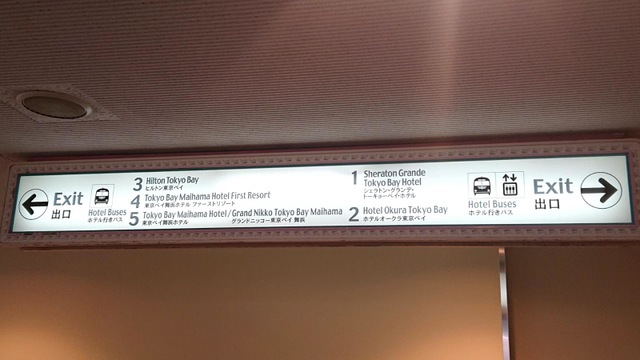 Exit
出口
Hotel Buses
ホテル行きバス
3 Hilton Tokyo Bay
ヒルトン東京ベイ
4 Tokyo Bay Maihama Hotel First Resort
東京ベイ舞浜ホテル ファーストリゾート
5 Tokyo Bay Maihama Hotel / Grand Nikko Tokyo Bay Maihama
東京ベイ舞浜ホテル グランドニッコー東京ベイ 舞浜
1 Sheraton Grande
Tokyo Bay Hotel
シェラトン・グランデ・
トーキョーベイ・ホテル
2 Hotel Okura Tokyo Bay
ホテルオークラ東京ベイ
Hotel Buses
ホテル行きバス
Exit
出口